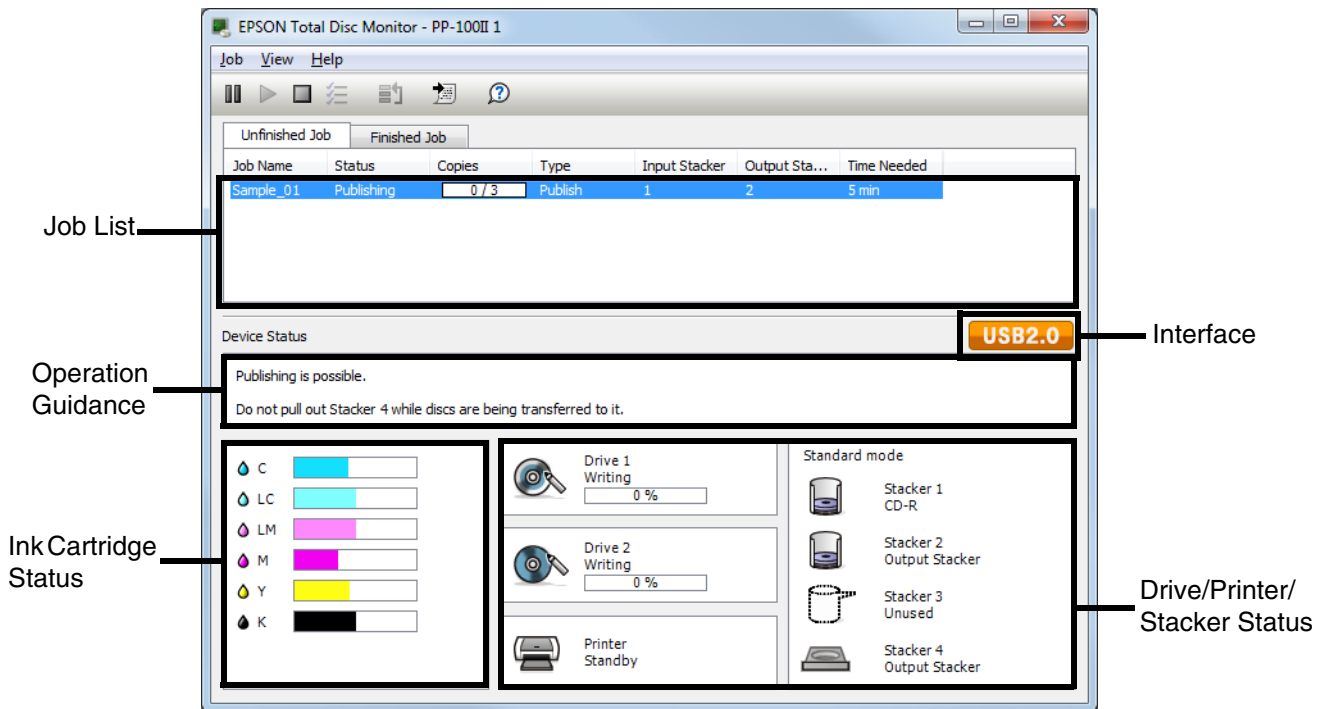 EPSON Total Disc Monitor - PP-100II 1
Job View Help
Unfinished Job Finished Job
Job Name Status Copies Type Input Stacker Output Sta... Time Needed
Sample_01 Publishing 0 / 3 Publish 1 2 5 min
Job List
Device Status
USB2.0
Interface
Operation
Guidance
Publishing is possible.
Do not pull out Stacker 4 while discs are being transferred to it.
Ink Cartridge
Status
C
LC
LM
M
Y
K
Drive 1
Writing
0 %
Drive 2
Writing
0 %
Printer
Standby
Standard mode
Stacker 1
CD-R
Stacker 2
Output Stacker
Stacker 3
Unused
Stacker 4
Output Stacker
Drive/Printer/
Stacker Status